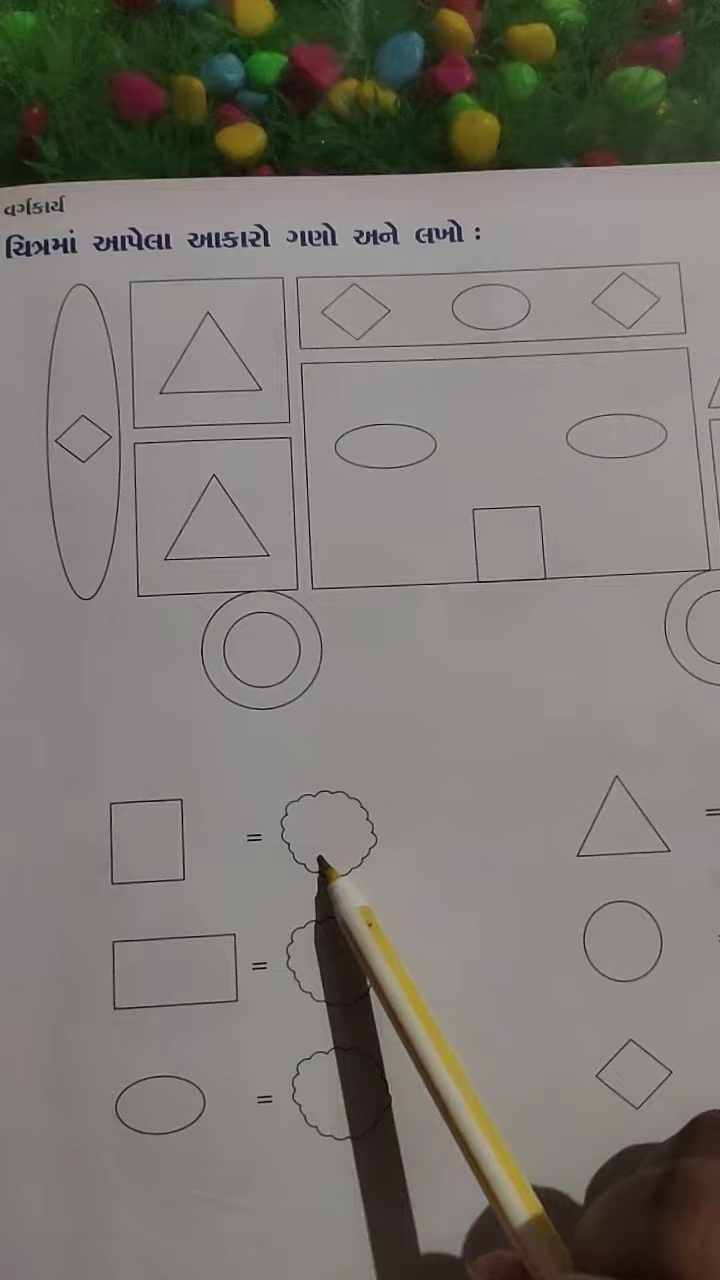 વર્ગકાર્ય
ચિત્રમાં આપેલા આકારો ગણો અને લખો :
=
=
=
=